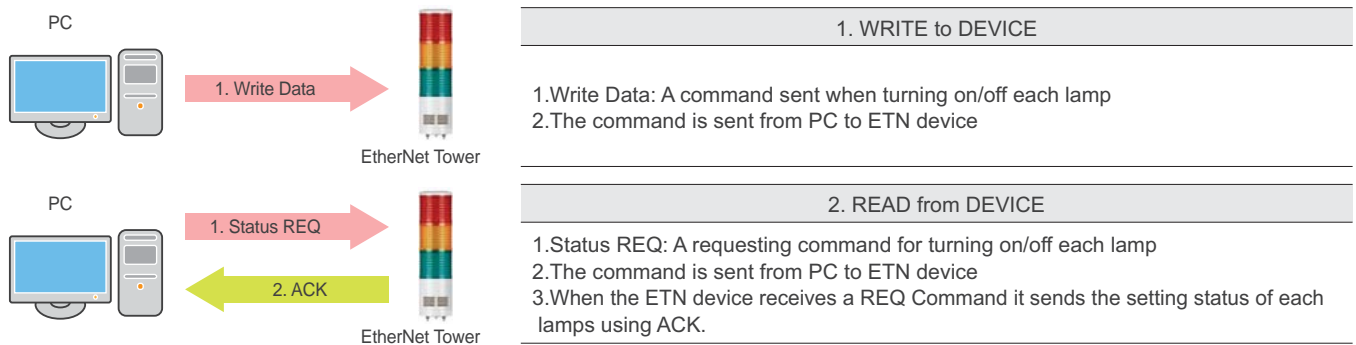 PC
1. Write Data
EtherNet Tower
1. WRITE to DEVICE
1.Write Data: A command sent when turning on/off each lamp
2.The command is sent from PC to ETN device
PC
1. Status REQ
2. ACK
EtherNet Tower
2. READ from DEVICE
1.Status REQ: A requesting command for turning on/off each lamp
2.The command is sent from PC to ETN device
3.When the ETN device receives a REQ Command it sends the setting status of each
lamps using ACK.